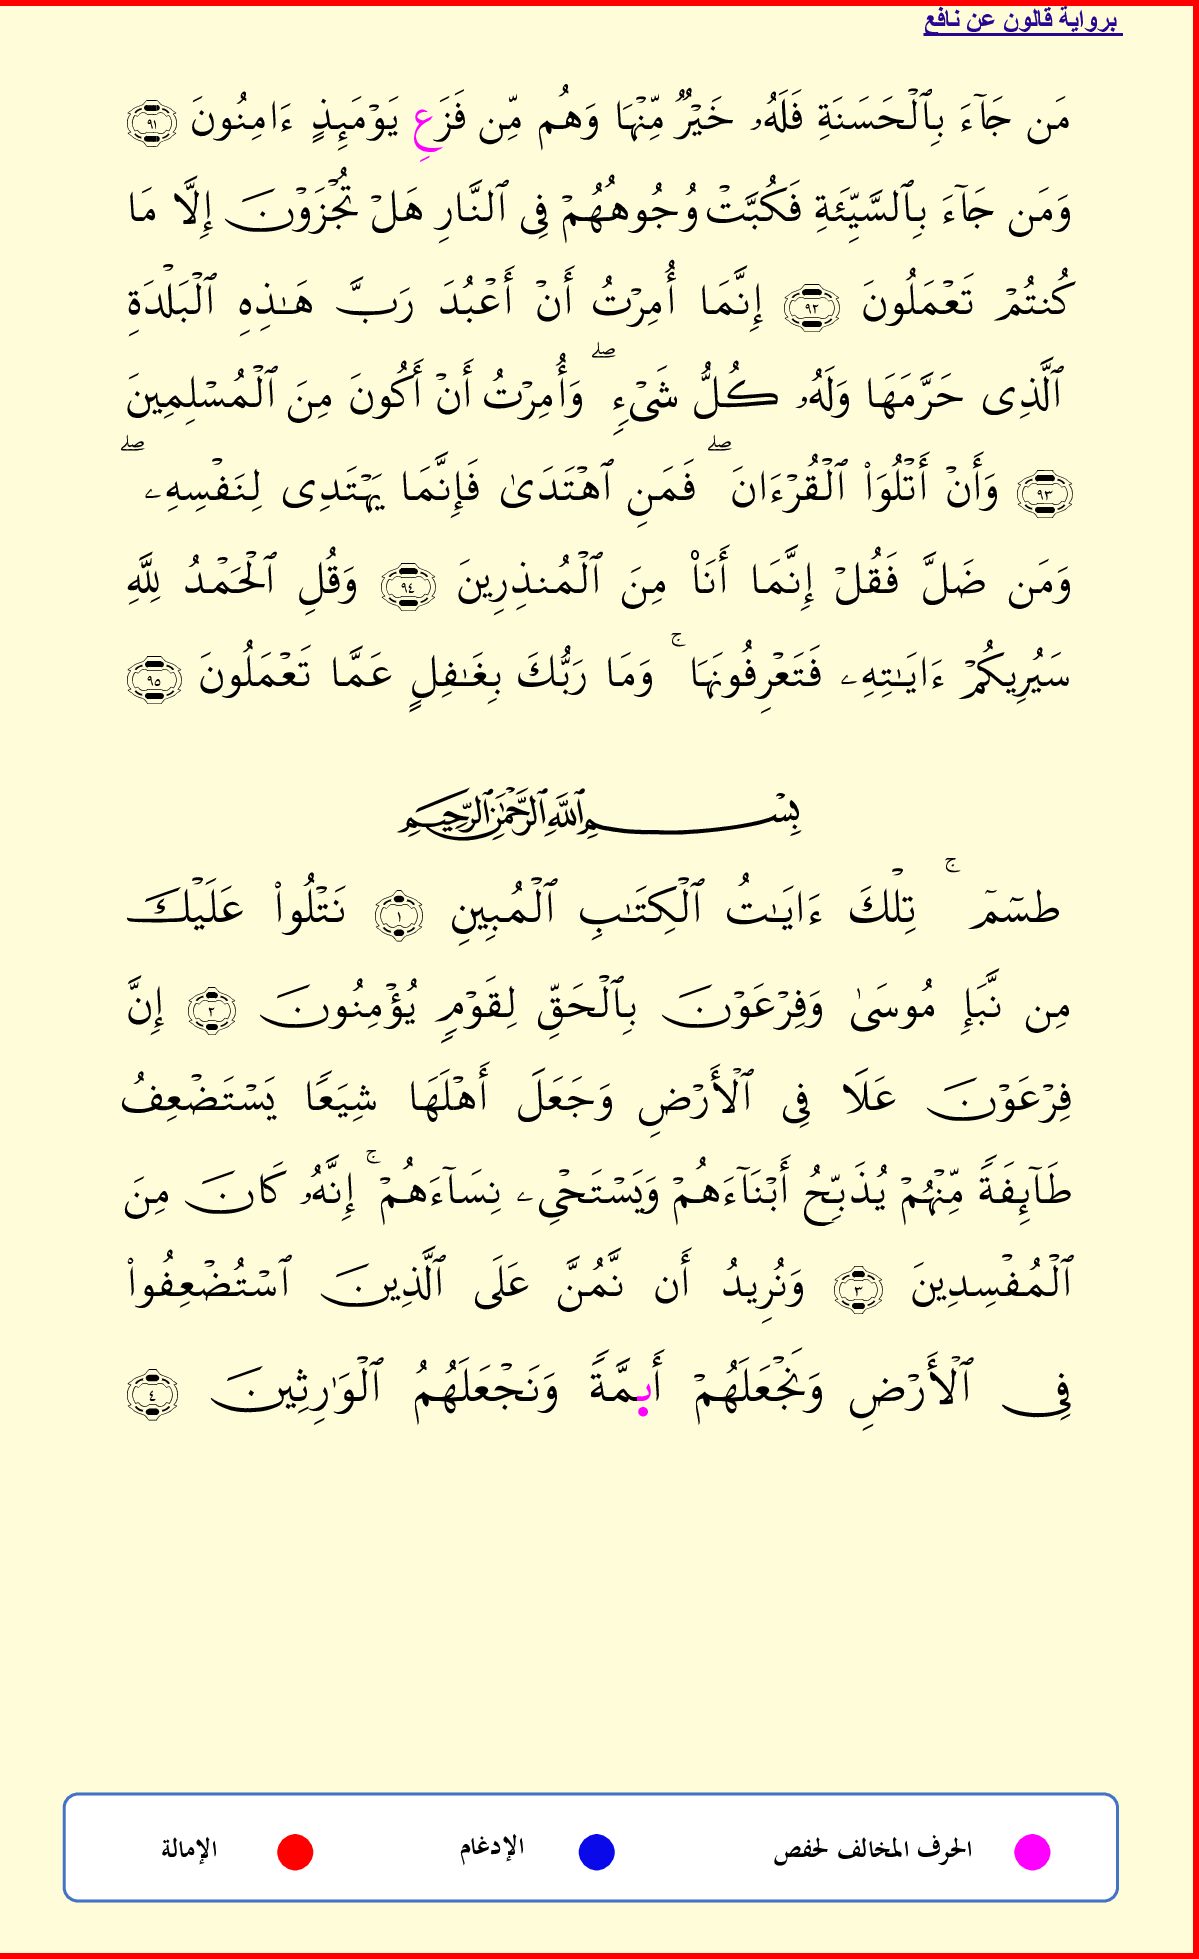 برواية قالون عن نافع
مَن جَآءَ بِٱلۡحَسَنَةِ فَلَهُۥ خَيۡرٞ مِّنۡهَا وَهُم مِّن فَزَعِ يَوۡمَئِذٍ ءَامِنُونَ ٩١
وَمَن جَآءَ بِٱلسَّيِّئَةِ فَكُبَّتۡ وُجُوهُهُمۡ فِي ٱلنَّارِ هَلۡ تُجۡزَوۡنَ إِلَّا مَا
كُنتُمۡ تَعۡمَلُونَ ٩٢ إِنَّمَا أُمِرۡتُ أَنۡ أَعۡبُدَ رَبَّ هَٰذِهِ ٱلۡبَلۡدَةِ
ٱلَّذِي حَرَّمَهَا وَلَهُۥ كُلُّ شَيۡءٖۖ وَأُمِرۡتُ أَنۡ أَكُونَ مِنَ ٱلۡمُسۡلِمِينَ
٩٣ وَأَنۡ أَتۡلُوَاْ ٱلۡقُرۡءَانَۖ فَمَنِ ٱهۡتَدَىٰ فَإِنَّمَا يَهۡتَدِي لِنَفۡسِهِۦۖ
وَمَن ضَلَّ فَقُلۡ إِنَّمَا أَنَا۠ مِنَ ٱلۡمُنذِرِينَ ٩٤ وَقُلِ ٱلۡحَمۡدُ لِلَّهِ
سَيُرِيكُمۡ ءَايَٰتِهِۦ فَتَعۡرِفُونَهَاۚ وَمَا رَبُّكَ بِغَٰفِلٍ عَمَّا تَعۡمَلُونَ ٩٥
بِسۡمِ ٱللَّهِ ٱلرَّحۡمَٰنِ ٱلرَّحِيمِ
طسٓمٓۚ تِلۡكَ ءَايَٰتُ ٱلۡكِتَٰبِ ٱلۡمُبِينِ ١ نَتۡلُواْ عَلَيۡكَ
مِن نَّبَإِ مُوسَىٰ وَفِرۡعَوۡنَ بِٱلۡحَقِّ لِقَوۡمٖ يُؤۡمِنُونَ ٢ إِنَّ
فِرۡعَوۡنَ عَلَا فِي ٱلۡأَرۡضِ وَجَعَلَ أَهۡلَهَا شِيَعٗا يَسۡتَضۡعِفُ
طَآئِفَةٗ مِّنۡهُمۡ يُذَبِّحُ أَبۡنَآءَهُمۡ وَيَسۡتَحۡيِۦ نِسَآءَهُمۡۚ إِنَّهُۥ كَانَ مِنَ
ٱلۡمُفۡسِدِينَ ٣ وَنُرِيدُ أَن نَّمُنَّ عَلَى ٱلَّذِينَ ٱسۡتُضۡعِفُواْ
فِي ٱلۡأَرۡضِ وَنَجۡعَلَهُمۡ أَىِٕمَّةٗ وَنَجۡعَلَهُمُ ٱلۡوَٰرِثِينَ ٤
الحرف المخالف لحفص الإدغام الإمالة